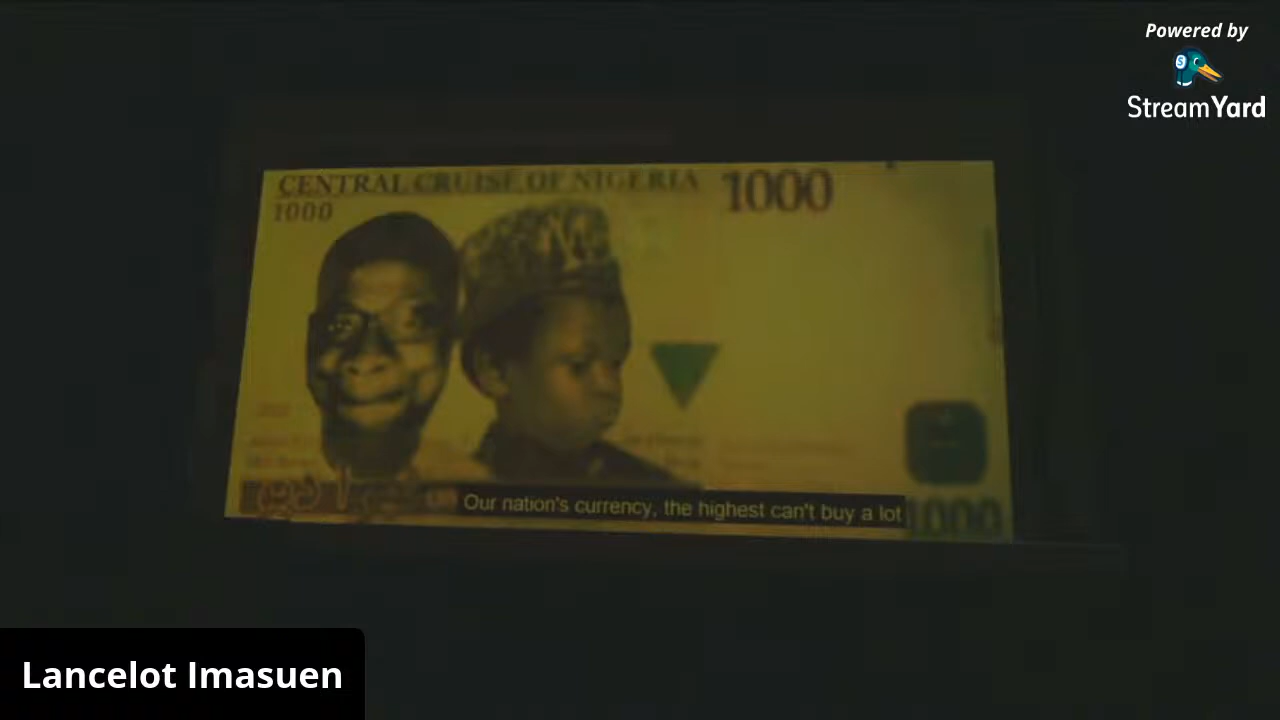 Powered by
StreamYard
CENTRAL CRUISE OF NIGERIA
1000
1000
Our nation's currency, the highest can't buy a lot
1000
Lancelot Imasuen